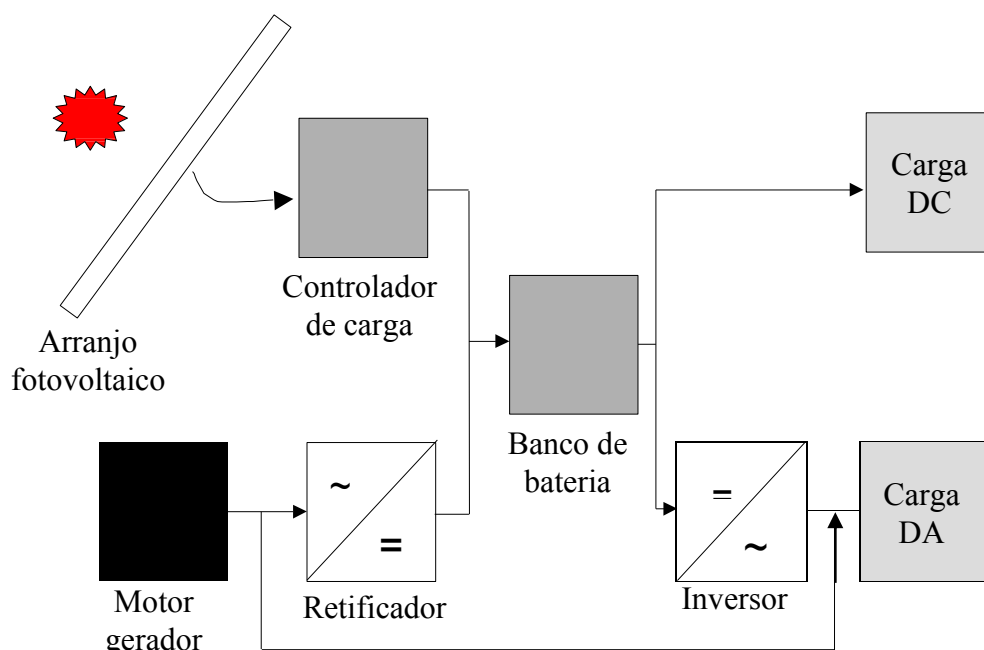 Carga
DC
Controlador
de carga
Arranjo
fotovoltaico
Banco de
bateria
~
=
=
~
Carga
DA
Motor
gerador
Retificador
Inversor